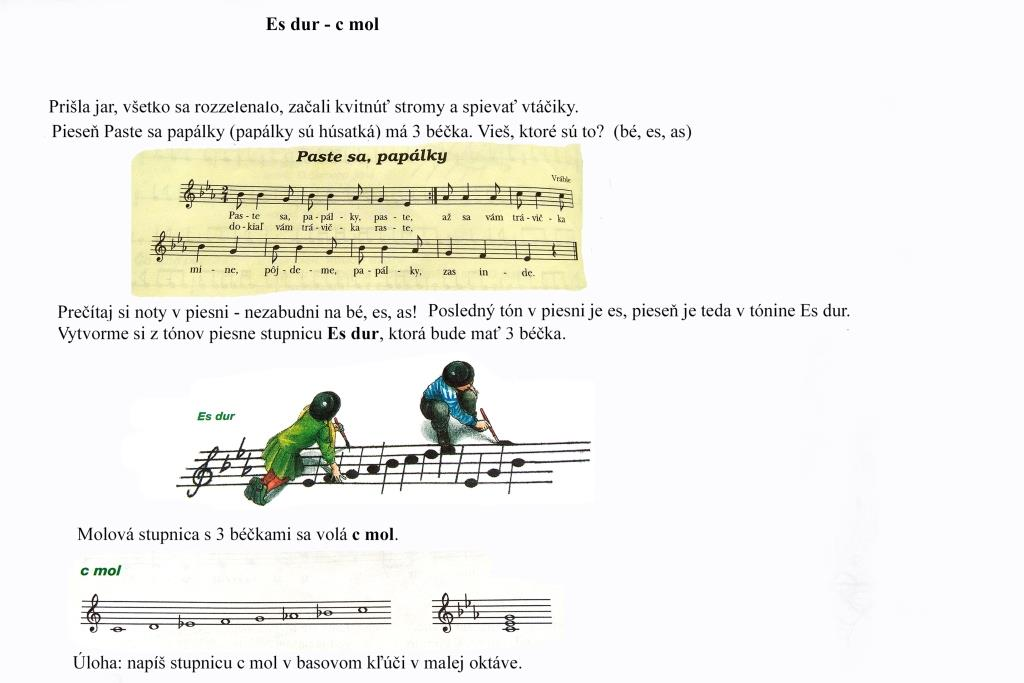 Es dur - c mol
Prišla jar, všetko sa rozzelenalo, začali kvitnúť stromy a spievať vtáčiky.
Pieseň Paste sa papálky (papálky sú húsatká) má 3 béčka. Vieš, ktoré sú to? (bé, es, as)
Paste sa, papálky
Vráble
Pas - te sa, pa - pál - ky, pas - te, až sa vám trá - vič - ka
do - kiaľ vám trá - vič - ka ras - te,
mi - ne, pôj - de - me, pa - pál - ky, zas in - de.
Prečítaj si noty v piesni - nezabudni na bé, es, as! Posledný tón v piesni je es, pieseň je teda v tónine Es dur.
Vytvorme si z tónov piesne stupnicu Es dur, ktorá bude mať 3 béčka.
Es dur
Molová stupnica s 3 béčkami sa volá c mol.
c mol
Úloha: napíš stupnicu c mol v basovom kľúči v malej oktáve.